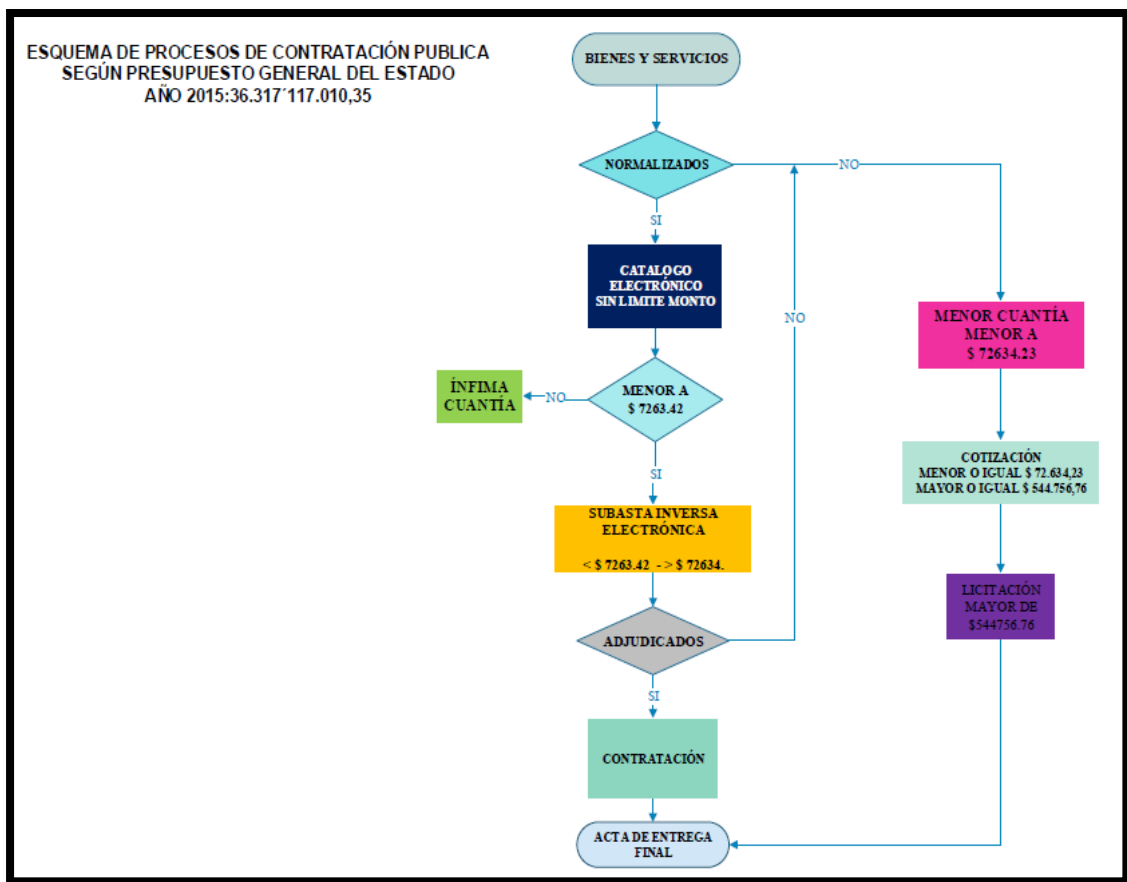 ESQUEMA DE PROCESOS DE CONTRATACIÓN PUBLICA
SEGÚN PRESUPUESTO GENERAL DEL ESTADO
AÑO 2015:36.317´117.010,35
BIENES Y SERVICIOS
NORMALIZADOS
NO
SI
CATALOGO
ELECTRÓNICO
SIN LIMITE MONTO
NO
MENOR CUANTÍA
MENOR A
$ 72634.23
ÍNFIMA
CUANTÍA
NO
MENOR A
$ 7263.42
SI
COTIZACIÓN
MENOR O IGUAL $ 72.634,23
MAYOR O IGUAL $ 544.756,76
SUBASTA INVERSA
ELECTRÓNICA
< $ 7263.42 - > $ 72634.
LICITACIÓN
MAYOR DE
$544756.76
ADJUDICADOS
SI
CONTRATACIÓN
ACTA DE ENTREGA
FINAL